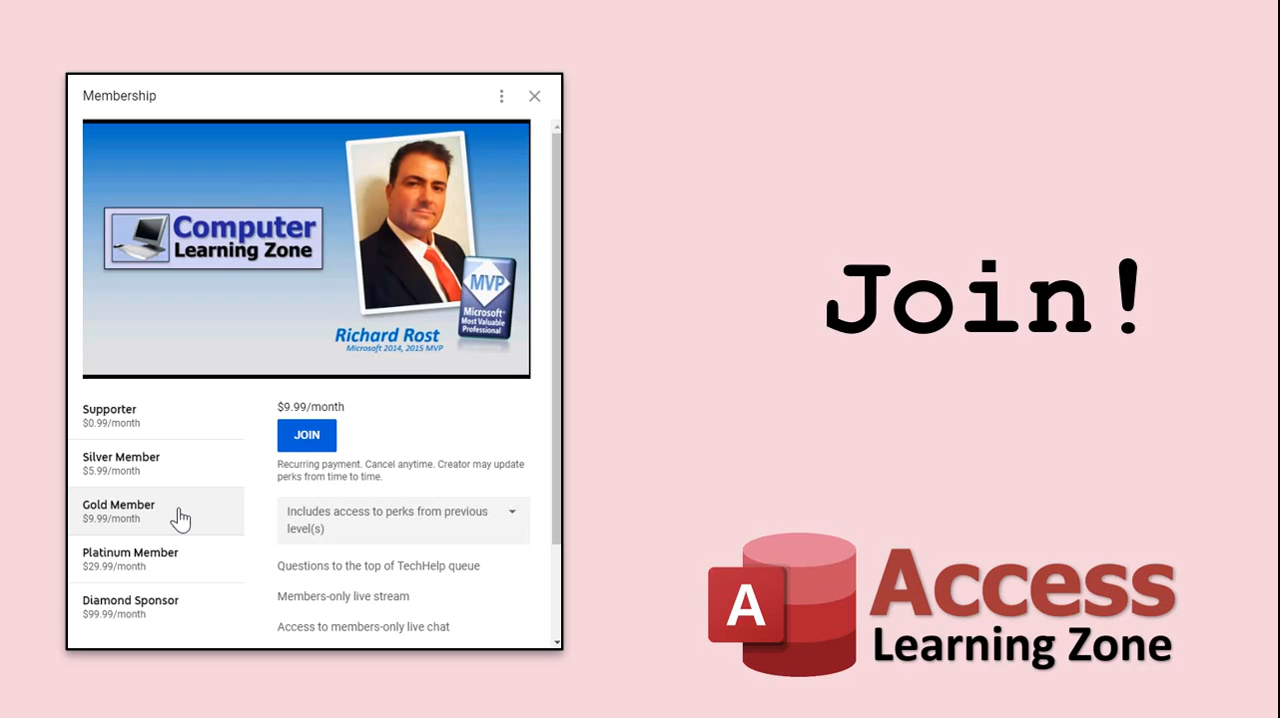 Membership
Computer
Learning Zone
MVP
Microsoft®
Most Valuable
Professional
Richard Rost
Microsoft 2014, 2015 MVP
Supporter
$0.99/month
Silver Member
$5.99/month
Gold Member
$9.99/month
Platinum Member
$29.99/month
Diamond Sponsor
$99.99/month
$9.99/month
JOIN
Recurring payment. Cancel anytime. Creator may update
perks from time to time.
Includes access to perks from previous
level(s)
Questions to the top of TechHelp queue
Members-only live stream
Access to members-only live chat
Join!
A
Access
Learning Zone